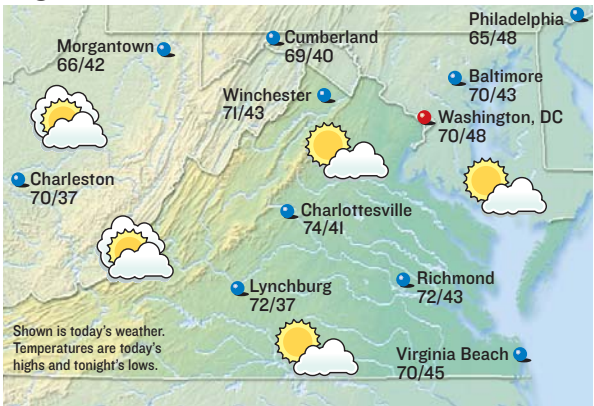 Philadelphia
65/48
Morgantown
66/42
Cumberland
69/40
Baltimore
70/43
Winchester
71/43
Washington, DC
70/48
Charleston
70/37
Charlottesville
74/41
Lynchburg
72/37
Richmond
72/43
Shown is today's weather.
Temperatures are today's
highs and tonight's lows.
Virginia Beach
70/45